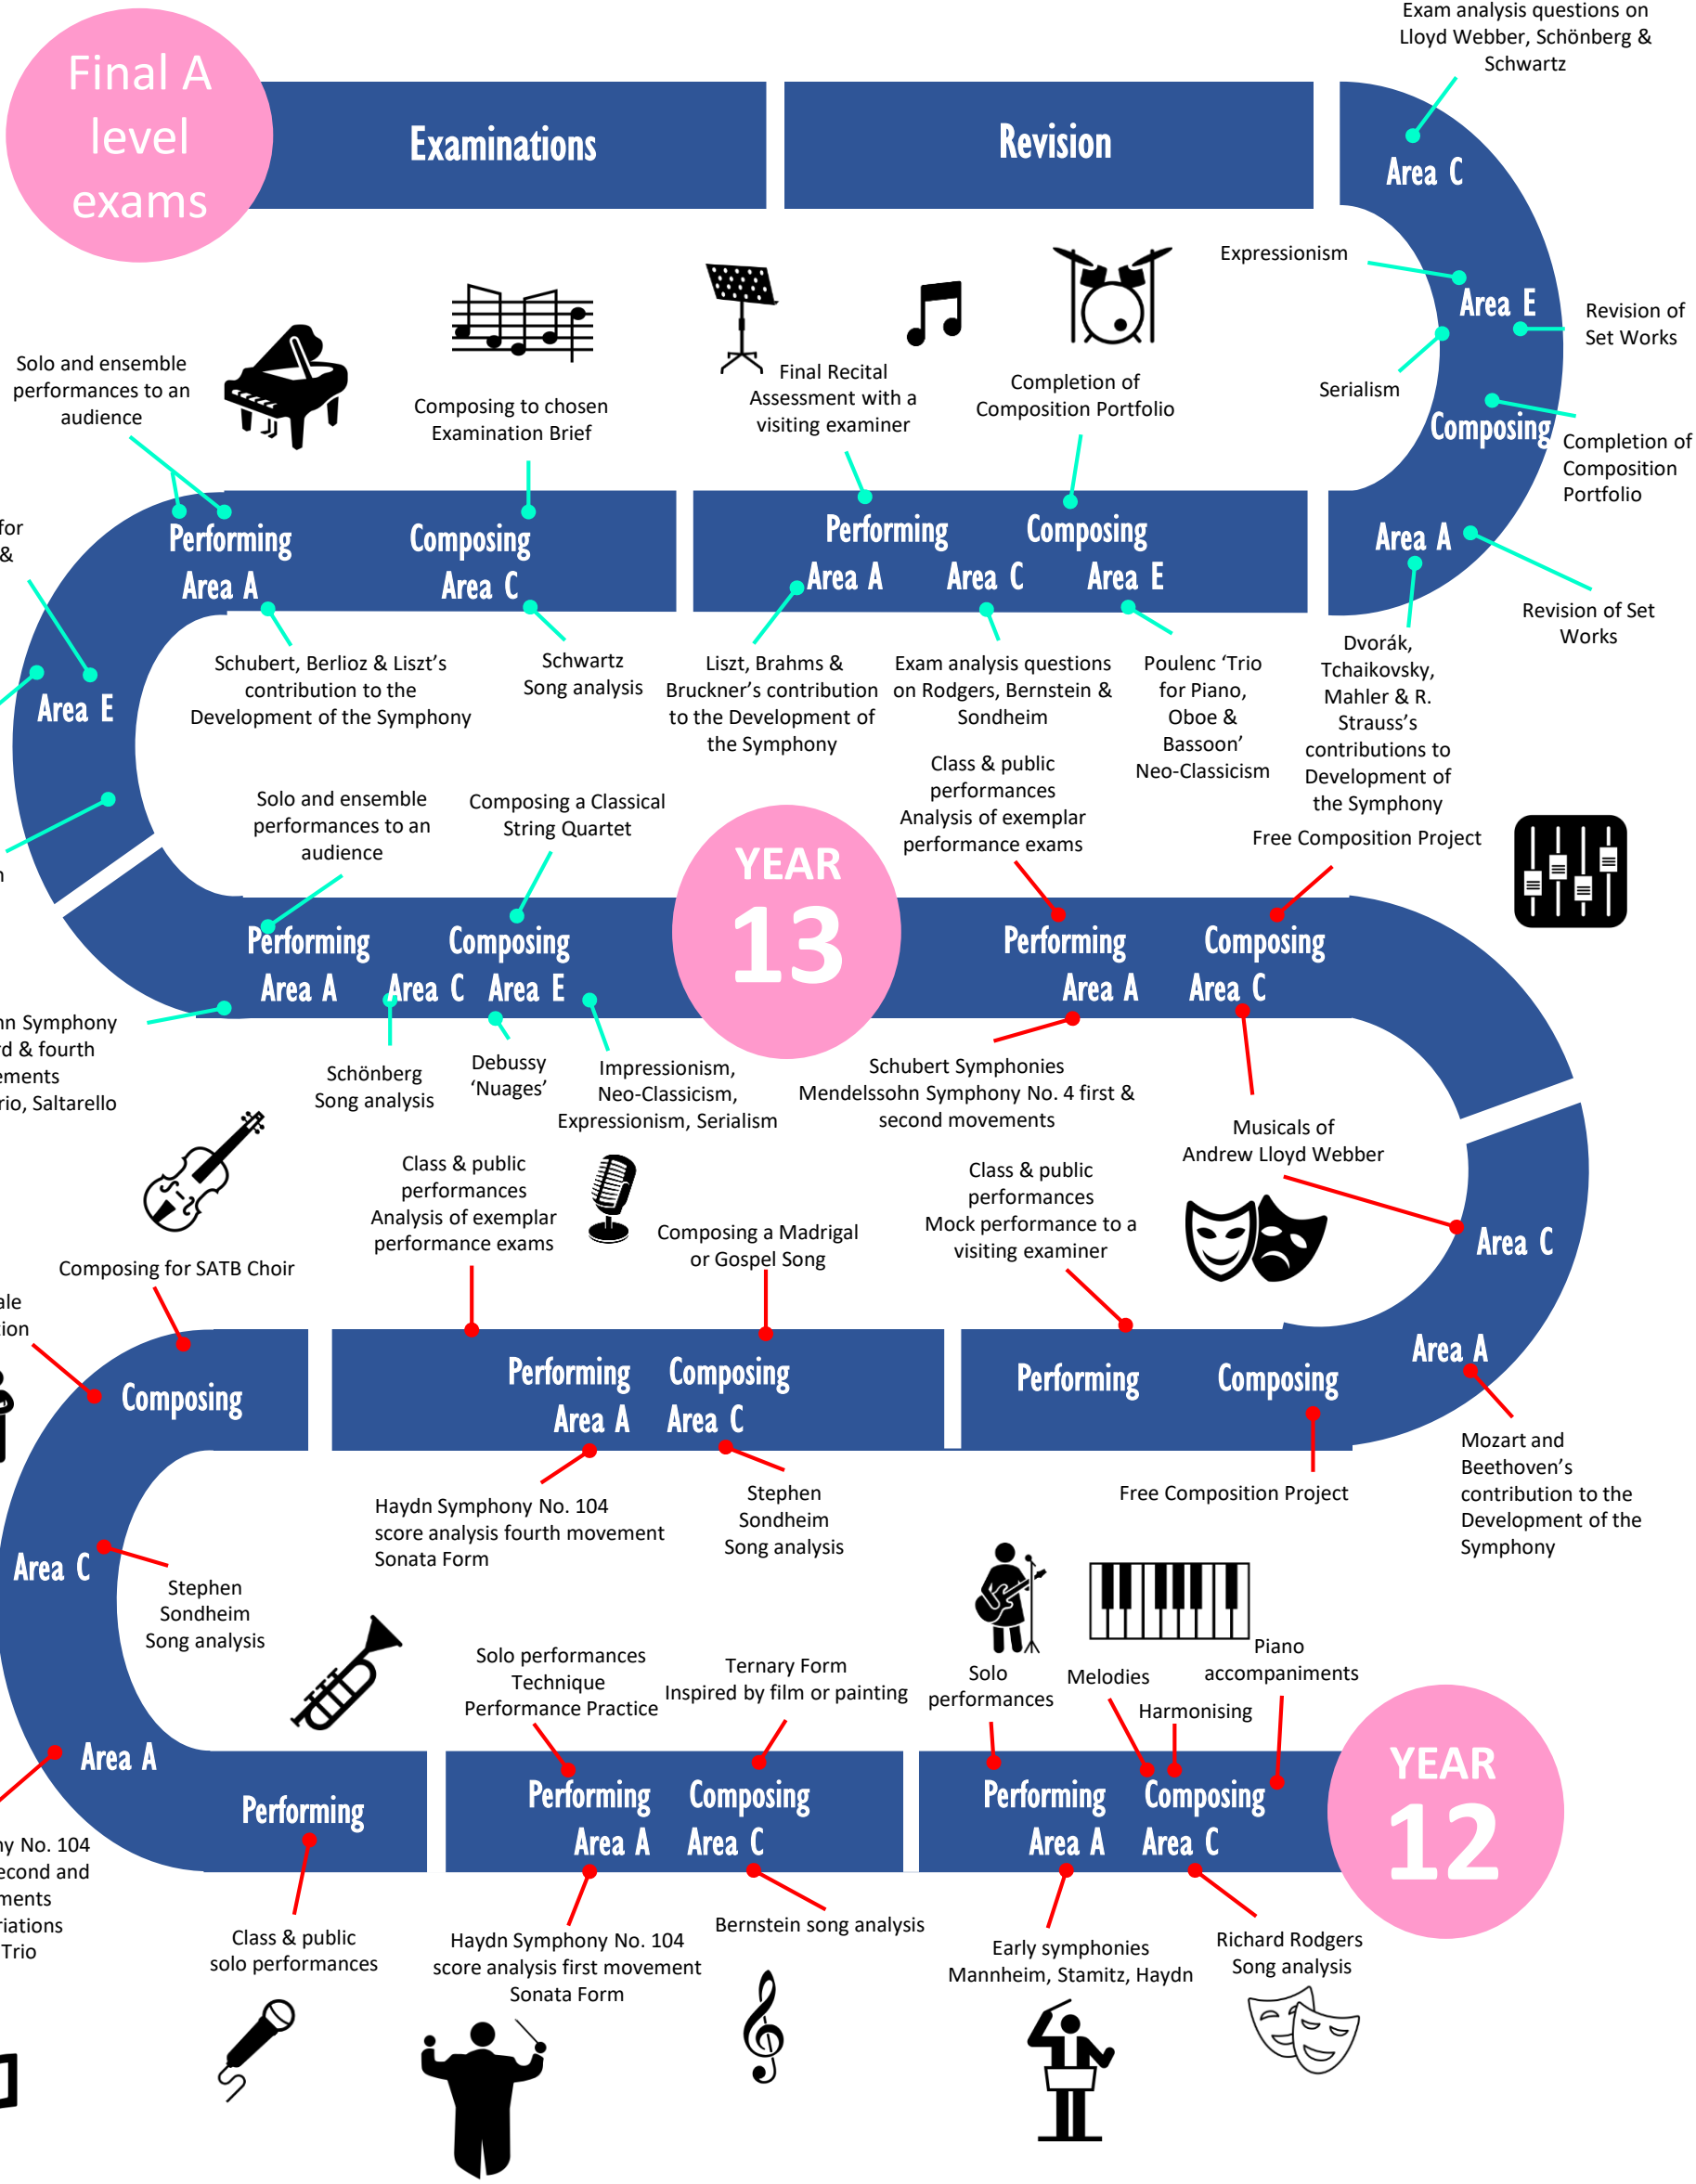 Exam analysis questions on
Lloyd Webber, Schönberg &
Schwartz
Final A
level
exams
Examinations
Revision
Area C
Expressionism
Area E
Revision of
Set Works
Serialism
Composing
Completion of
Composition
Portfolio
Area A
Revision of Set
Works
Dvorák,
Tchaikovsky,
Mahler & R.
Strauss's
contributions to
Development of
the Symphony
Solo and ensemble
performances to an
audience
Composing to chosen
Examination Brief
Final Recital
Assessment with a
visiting examiner
Completion of
Composition Portfolio
for
&
Performing
Area A
Composing
Area C
Performing
Composing
Area A
Area C
Area E
Schubert, Berlioz & Liszt's
contribution to the
Development of the Symphony
Schwartz
Song analysis
Liszt, Brahms &
Bruckner's contribution
to the Development of
the Symphony
Exam analysis questions
on Rodgers, Bernstein &
Sondheim
Poulenc ‘Trio
for Piano,
Oboe &
Bassoon’
Neo-Classicism
Area E
Solo and ensemble
performances to an
audience
Composing a Classical
String Quartet
YEAR
13
Class & public
performances
Analysis of exemplar
performance exams
Free Composition Project
Performing
Composing
Area A
Area C
Area E
Performing
Composing
Area A
Area C
Symphony
& fourth
Saltarello
Schönberg
Song analysis
Debussy
‘Nuages’
Impressionism,
Neo-Classicism,
Expressionism, Serialism
Schubert Symphonies
Mendelssohn Symphony No. 4 first &
second movements
Musicals of
Andrew Lloyd Webber
Area C
Class & public
performances
Analysis of exemplar
performance exams
Composing a Madrigal
or Gospel Song
Class & public
performances
Mock performance to a
visiting examiner
Composing for SATB Choir
Composing
Performing
Composing
Area A
Area C
Performing
Composing
Area A
Haydn Symphony No. 104
score analysis fourth movement
Sonata Form
Stephen
Sondheim
Song analysis
Free Composition Project
Mozart and
Beethoven's
contribution to the
Development of the
Symphony
Area C
Stephen
Sondheim
Song analysis
Area A
Performing
Solo performances
Technique
Performance Practice
Ternary Form
Inspired by film or painting
Solo
performances
Melodies
Harmonising
Piano
accompaniments
Performing
Composing
Area A
Area C
Performing
Composing
Area A
Area C
YEAR
12
No. 104
and
Trio
Class & public
solo performances
Haydn Symphony No. 104
score analysis first movement
Sonata Form
Bernstein song analysis
Early symphonies
Mannheim, Stamitz, Haydn
Richard Rodgers
Song analysis